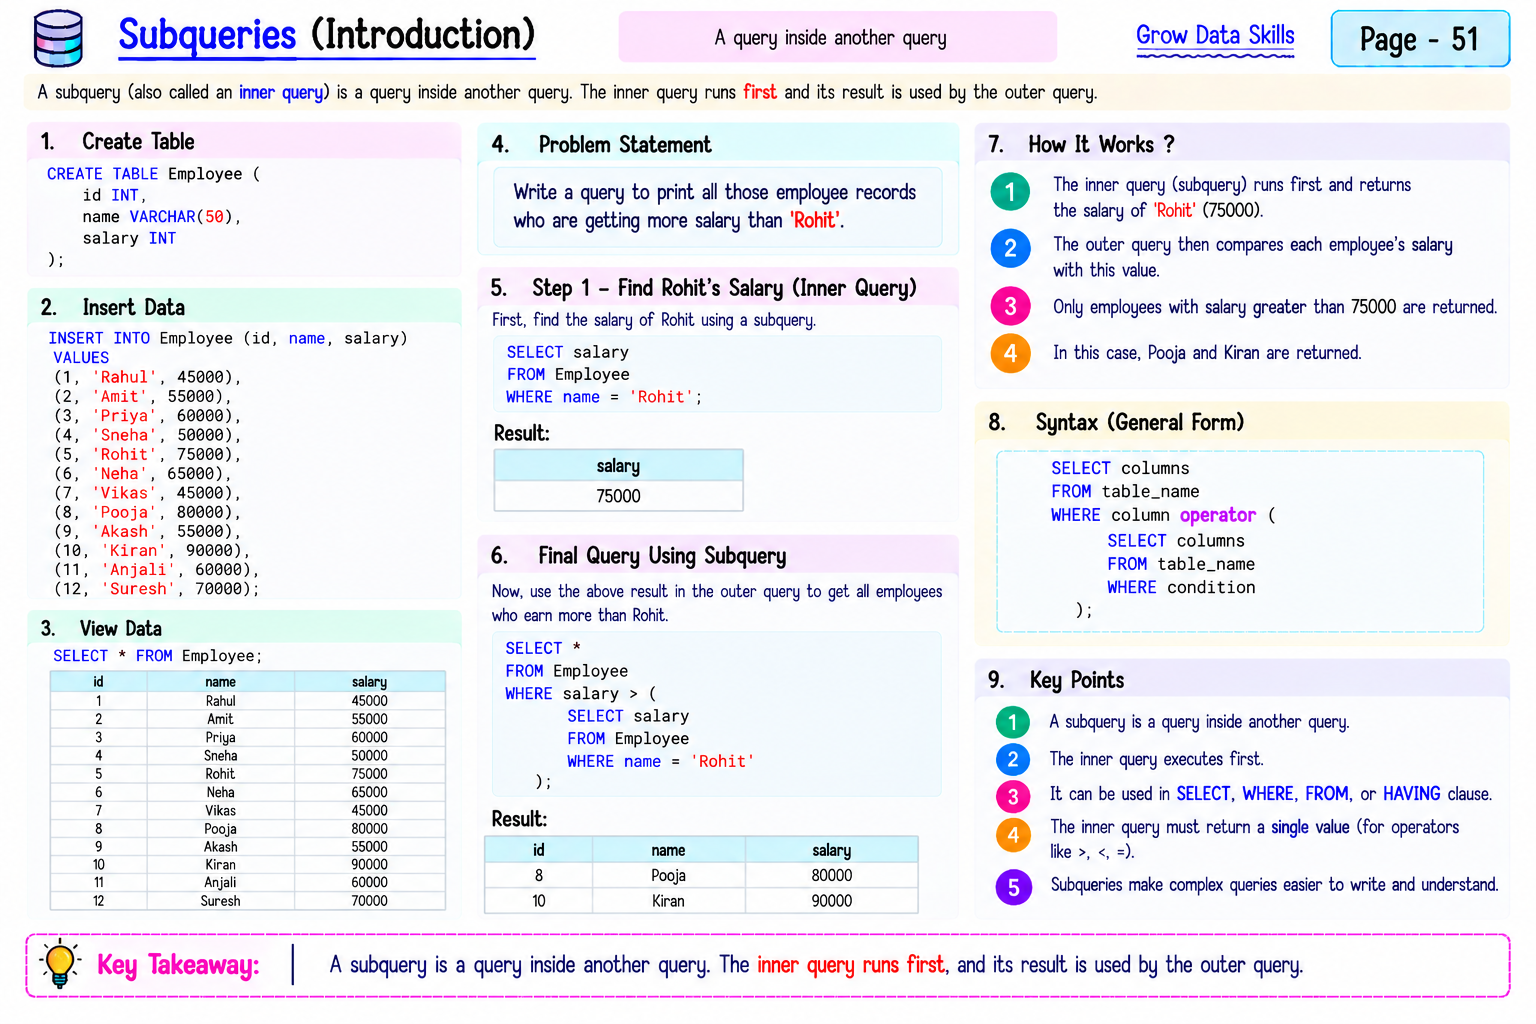 Subqueries (Introduction)
A query inside another query
Grow Data Skills
Page - 51
A subquery (also called an inner query) is a query inside another query. The inner query runs first and its result is used by the outer query.
1. Create Table
CREATE TABLE Employee (
id INT,
name VARCHAR(50),
salary INT
);
2. Insert Data
INSERT INTO Employee (id, name, salary)
VALUES
(1, 'Rahul', 45000),
(2, 'Amit', 55000),
(3, 'Priya', 60000),
(4, 'Sneha', 50000),
(5, 'Rohit', 75000),
(6, 'Neha', 65000),
(7, 'Vikas', 45000),
(8, 'Pooja', 80000),
(9, 'Akash', 55000),
(10, 'Kiran', 90000),
(11, 'Anjali', 60000),
(12, 'Suresh', 70000);
3. View Data
SELECT * FROM Employee;
id name salary
1 Rahul 45000
2 Amit 55000
3 Priya 60000
4 Sneha 50000
5 Rohit 75000
6 Neha 65000
7 Vikas 45000
8 Pooja 80000
9 Akash 55000
10 Kiran 90000
11 Anjali 60000
12 Suresh 70000
4. Problem Statement
Write a query to print all those employee records
who are getting more salary than 'Rohit'.
5. Step 1 – Find Rohit's Salary (Inner Query)
First, find the salary of Rohit using a subquery.
SELECT salary
FROM Employee
WHERE name = 'Rohit';
Result:
salary
75000
6. Final Query Using Subquery
Now, use the above result in the outer query to get all employees
who earn more than Rohit.
SELECT *
FROM Employee
WHERE salary > (
SELECT salary
FROM Employee
WHERE name = 'Rohit'
);
Result:
id name salary
8 Pooja 80000
10 Kiran 90000
7. How It Works ?
1 The inner query (subquery) runs first and returns
the salary of 'Rohit' (75000).
2 The outer query then compares each employee's salary
with this value.
3 Only employees with salary greater than 75000 are returned.
4 In this case, Pooja and Kiran are returned.
8. Syntax (General Form)
SELECT columns
FROM table_name
WHERE column operator (
SELECT columns
FROM table_name
WHERE condition
);
9. Key Points
1 A subquery is a query inside another query.
2 The inner query executes first.
3 It can be used in SELECT, WHERE, FROM, or HAVING clause.
4 The inner query must return a single value (for operators
like >, <, =).
5 Subqueries make complex queries easier to write and understand.
Key Takeaway: A subquery is a query inside another query. The inner query runs first, and its result is used by the outer query.